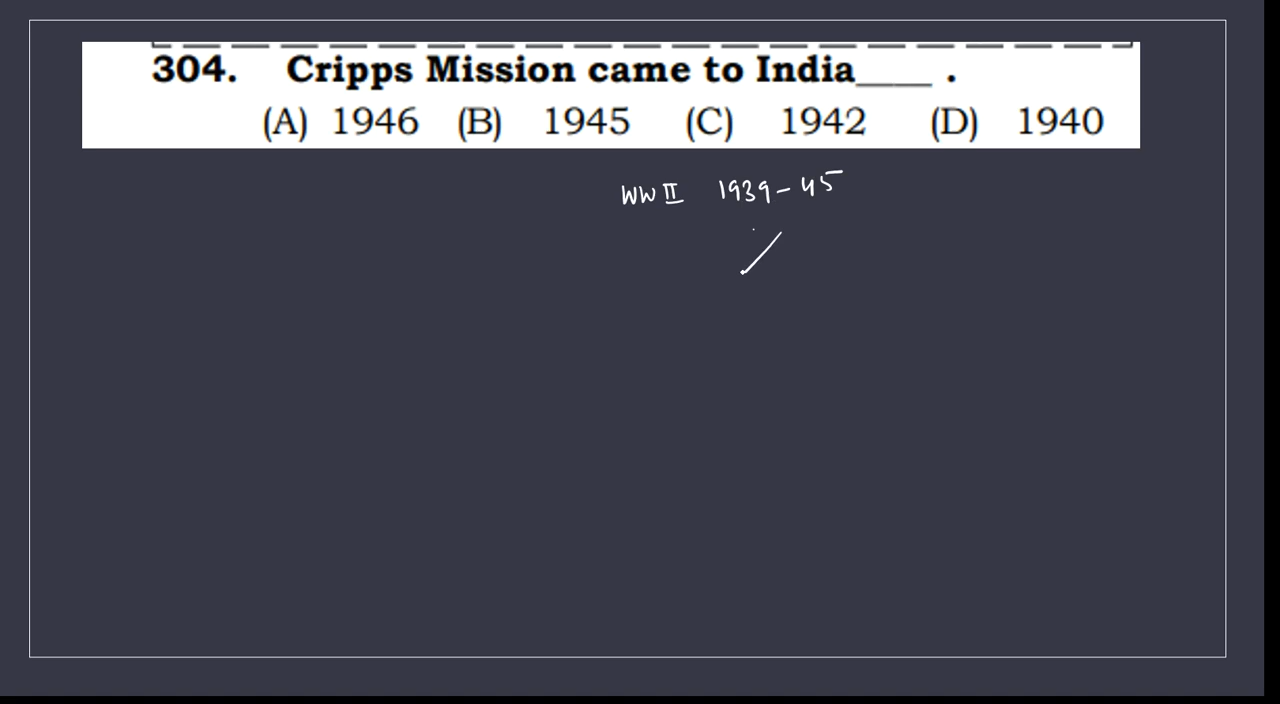 304. Cripps Mission came to India____ .
(A) 1946 (B) 1945 (C) 1942 (D) 1940
WW II 1939-45